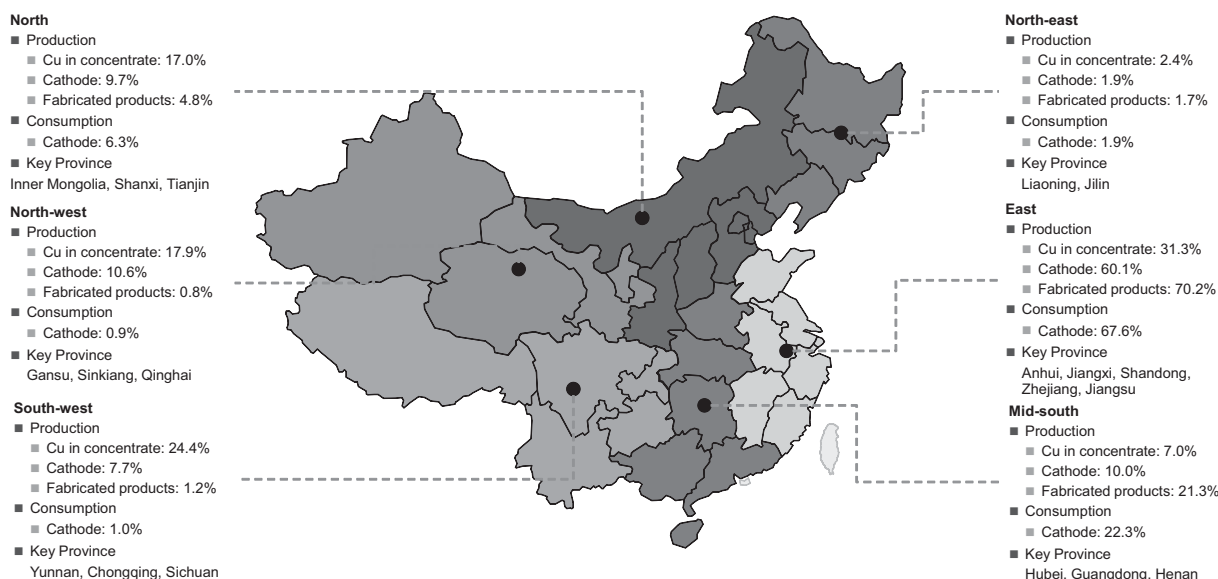 North
Production
Cu in concentrate: 17.0%
Cathode: 9.7%
Fabricated products: 4.8%
Consumption
Cathode: 6.3%
Key Province
Inner Mongolia, Shanxi, Tianjin
North-west
Production
Cu in concentrate: 17.9%
Cathode: 10.6%
Fabricated products: 0.8%
Consumption
Cathode: 0.9%
Key Province
Gansu, Sinkiang, Qinghai
South-west
Production
Cu in concentrate: 24.4%
Cathode: 7.7%
Fabricated products: 1.2%
Consumption
Cathode: 1.0%
Key Province
Yunnan, Chongqing, Sichuan
North-east
Production
Cu in concentrate: 2.4%
Cathode: 1.9%
Fabricated products: 1.7%
Consumption
Cathode: 1.9%
Key Province
Liaoning, Jilin
East
Production
Cu in concentrate: 31.3%
Cathode: 60.1%
Fabricated products: 70.2%
Consumption
Cathode: 67.6%
Key Province
Anhui, Jiangxi, Shandong,
Zhejiang, Jiangsu
Mid-south
Production
Cu in concentrate: 7.0%
Cathode: 10.0%
Fabricated products: 21.3%
Consumption
Cathode: 22.3%
Key Province
Hubei, Guangdong, Henan